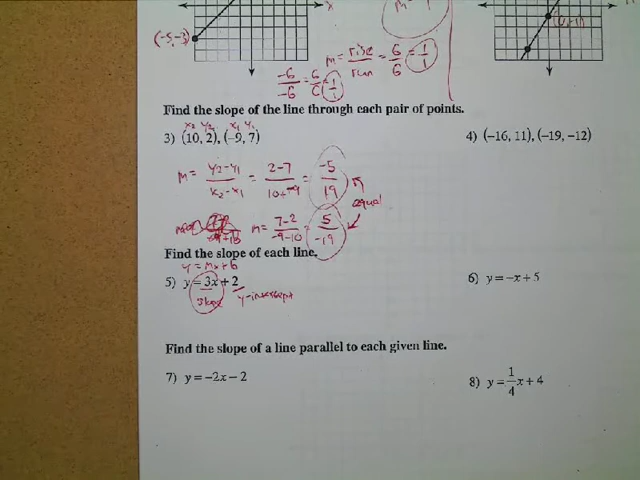 x
(-5,-3)
m = rise/run = 6/6 = 1/1
-6/-6 = 6/6 = 1/1
Find the slope of the line through each pair of points.
x₂ y₂ x₁ y₁
3) (10, 2), (-9, 7)
4) (-16, 11), (-19, -12)
m = y₂-y₁/x₂-x₁ = 2-7/10+9 = -5/19
equal
m = 7-2/-9-10 = 5/-19
Find the slope of each line.
y = mx+b
5) y = 3x + 2
6) y = -x + 5
slope y-intercept
Find the slope of a line parallel to each given line.
7) y = -2x - 2
8) y = 1/4 x + 4